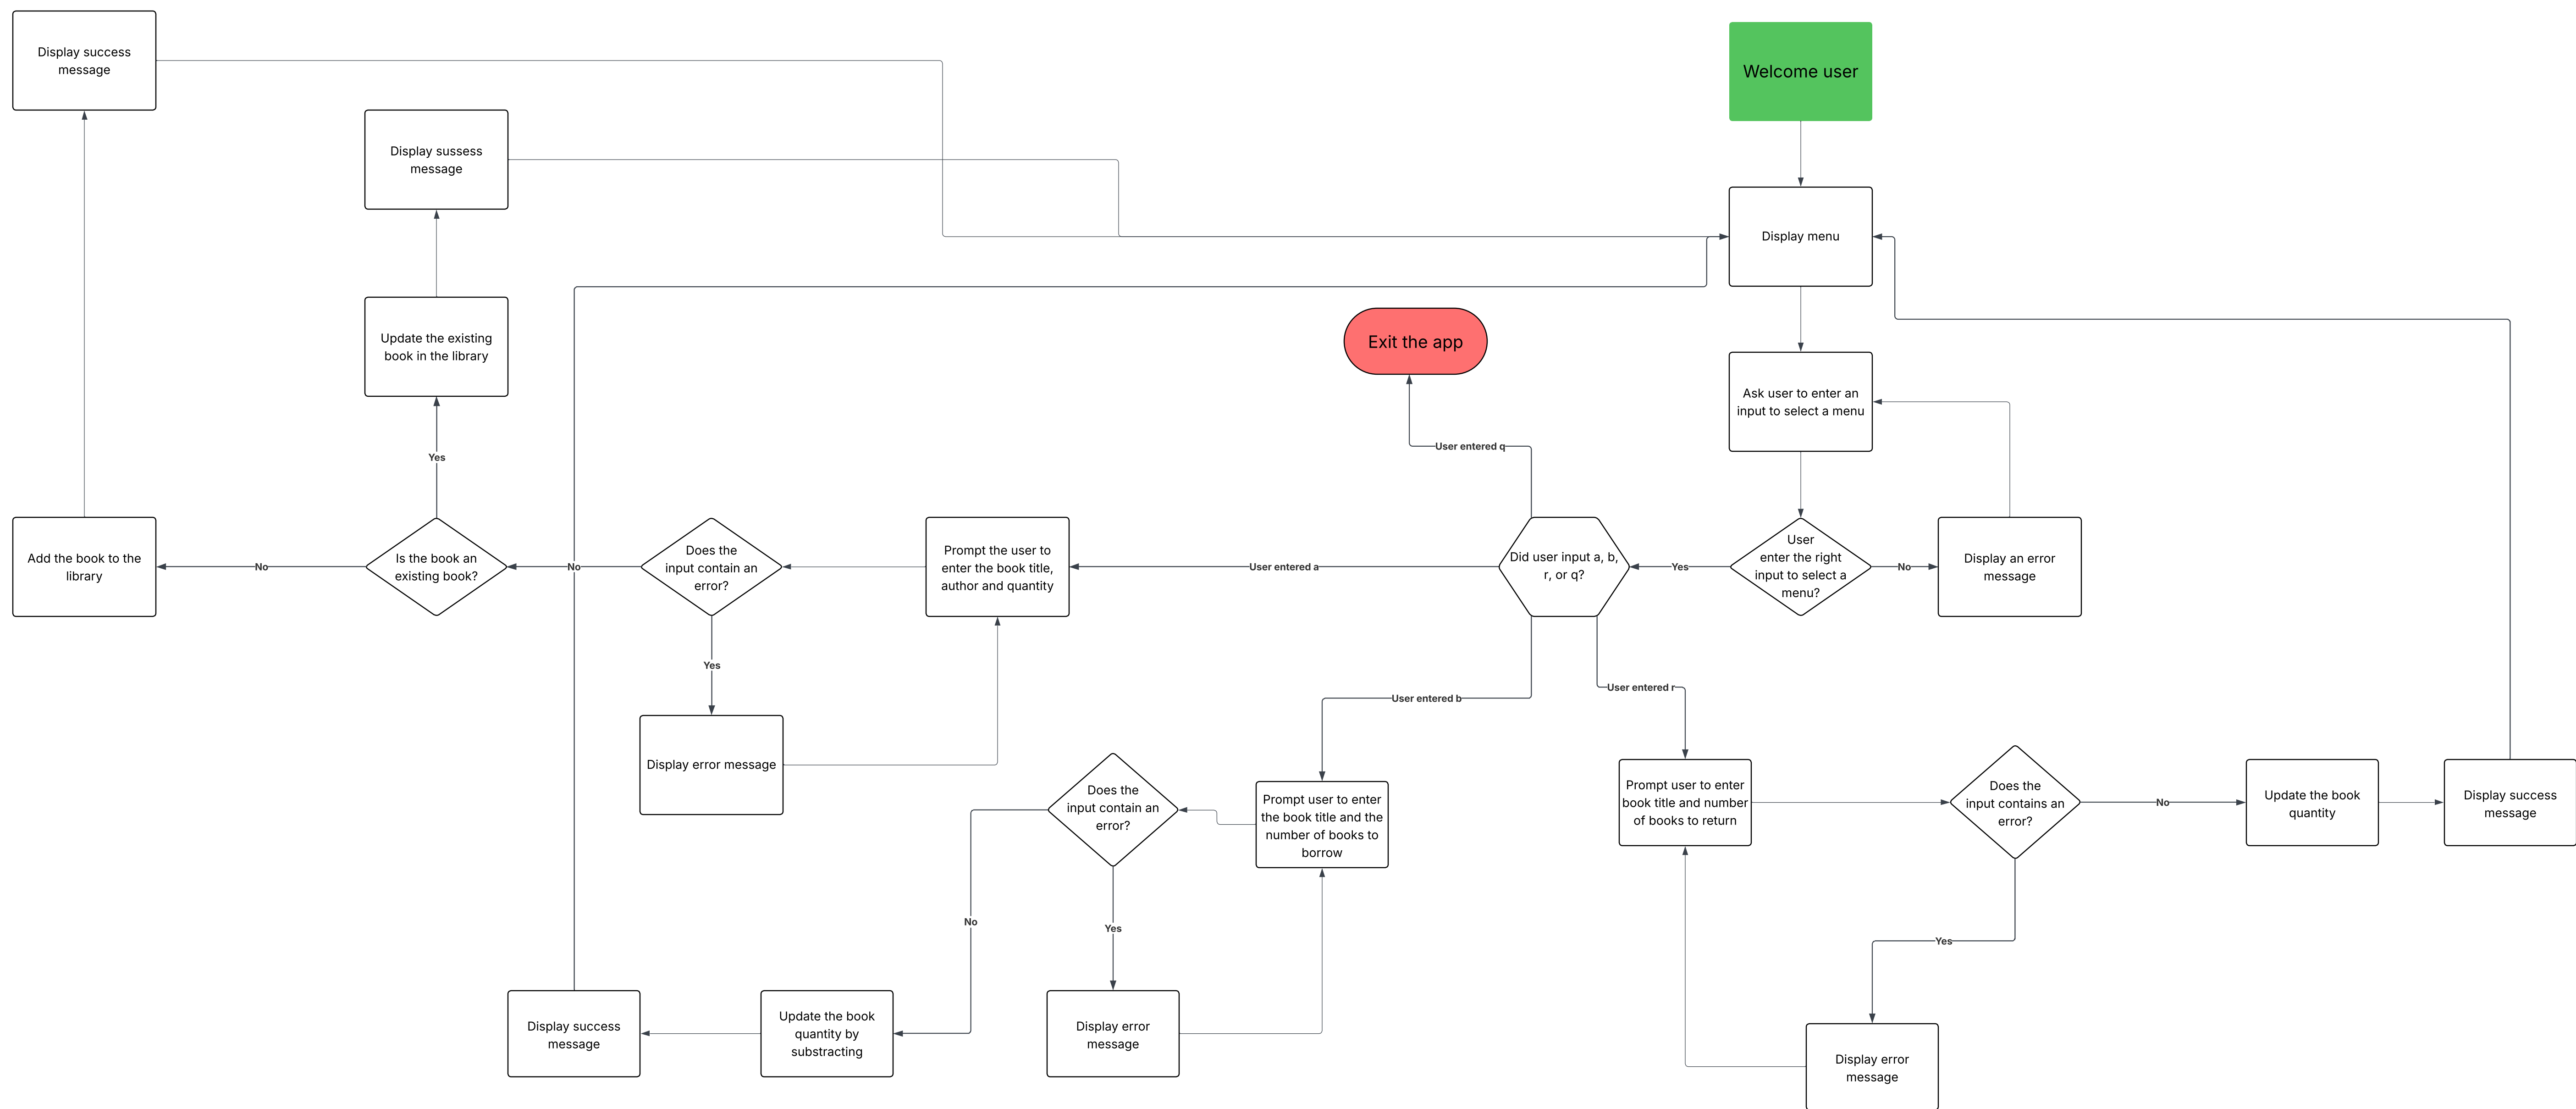 Display success
message
Welcome user
Display sussess
message
Display menu
Update the existing
book in the library
Exit the app
Ask user to enter an
input to select a menu
User entered q
Yes
Add the book to the
library
No
Is the book an
existing book?
No
Does the
input contain an
error?
Prompt the user to
enter the book title,
author and quantity
User entered a
Did user input a, b,
r, or q?
Yes
User
enter the right
input to select a
menu?
No
Display an error
message
Yes
User entered b
User entered r
Display error message
Does the
input contain an
error?
Prompt user to enter
the book title and the
number of books to
borrow
Prompt user to enter
book title and number
of books to return
Does the
input contains an
error?
No
Update the book
quantity
Display success
message
No
Yes
Yes
Display success
message
Update the book
quantity by
substracting
Display error
message
Display error
message